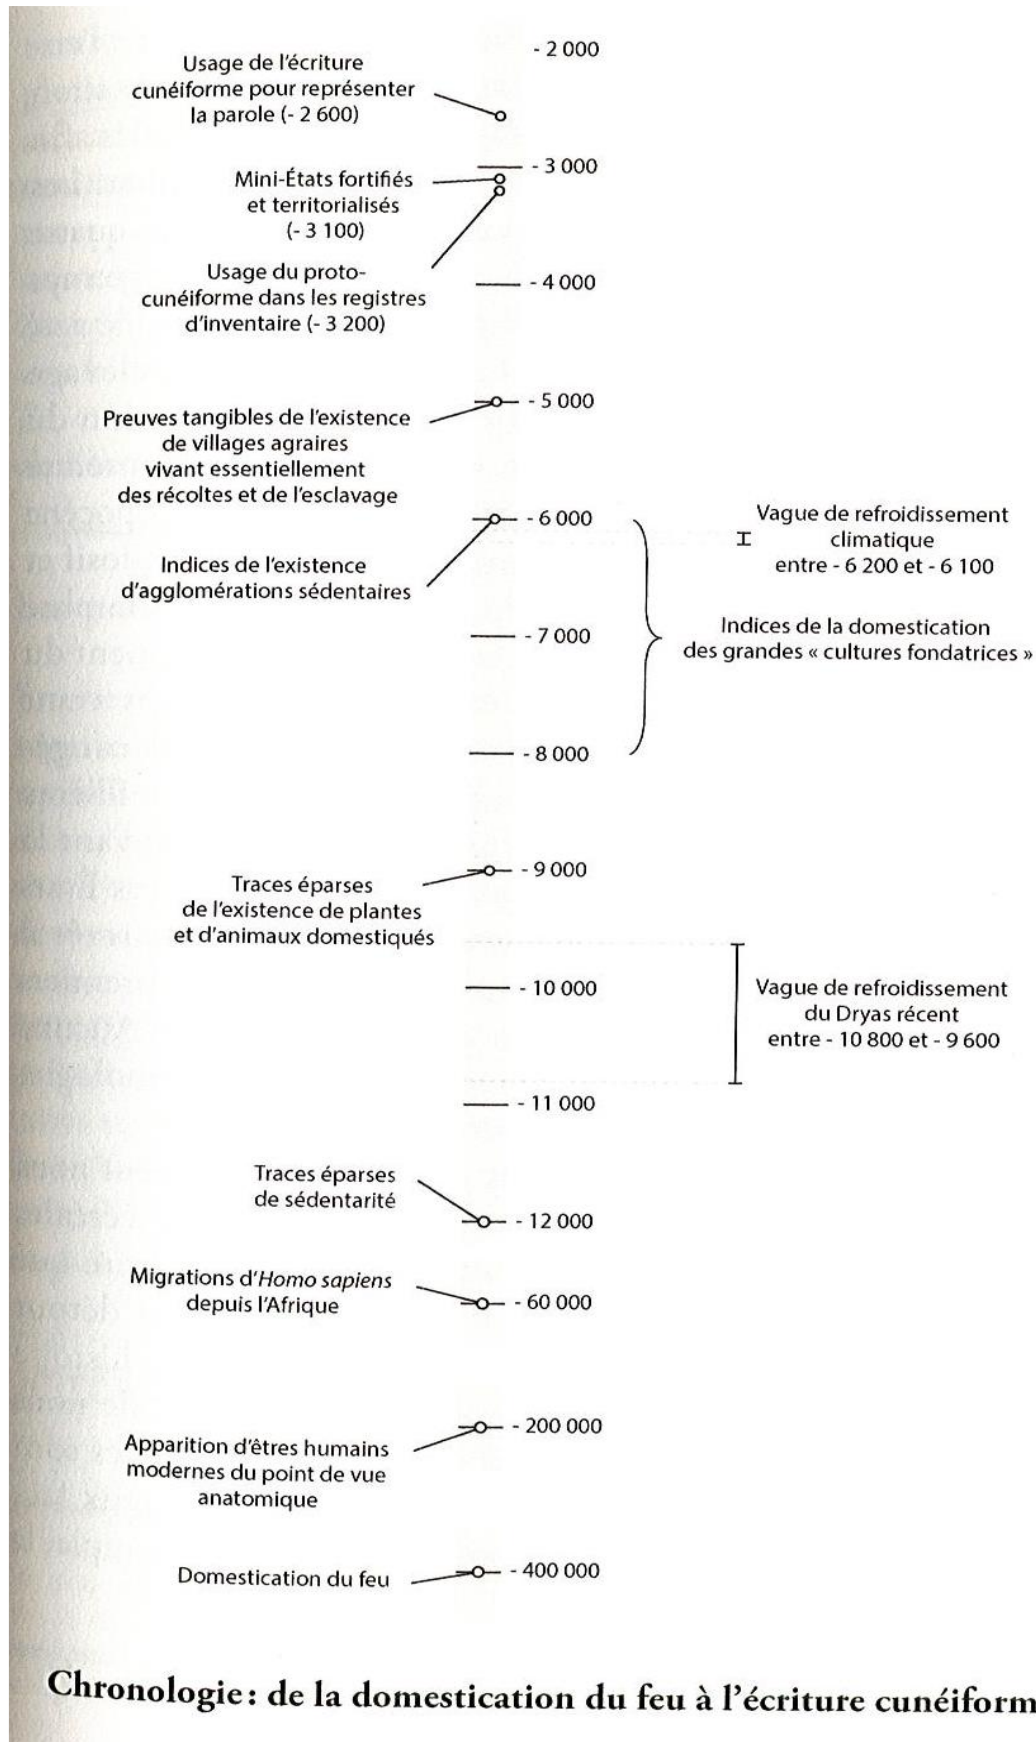 - 2 000
Usage de l'écriture
cunéiforme pour représenter
la parole (- 2 600)
- 3 000
Mini-États fortifiés
et territorialisés
(- 3 100)
Usage du proto-
cunéiforme dans les registres
d'inventaire (- 3 200)
- 4 000
- 5 000
Preuves tangibles de l'existence
de villages agraires
vivant essentiellement
des récoltes et de l'esclavage
- 6 000
Vague de refroidissement
climatique
entre - 6 200 et - 6 100
Indices de l'existence
d'agglomérations sédentaires
- 7 000
Indices de la domestication
des grandes « cultures fondatrices »
- 8 000
- 9 000
Traces éparses
de l'existence de plantes
et d'animaux domestiqués
- 10 000
Vague de refroidissement
du Dryas récent
entre - 10 800 et - 9 600
- 11 000
Traces éparses
de sédentarité
- 12 000
Migrations d'Homo sapiens
depuis l'Afrique
- 60 000
- 200 000
Apparition d'êtres humains
modernes du point de vue
anatomique
Domestication du feu
- 400 000
Chronologie : de la domestication du feu à l'écriture cunéiform